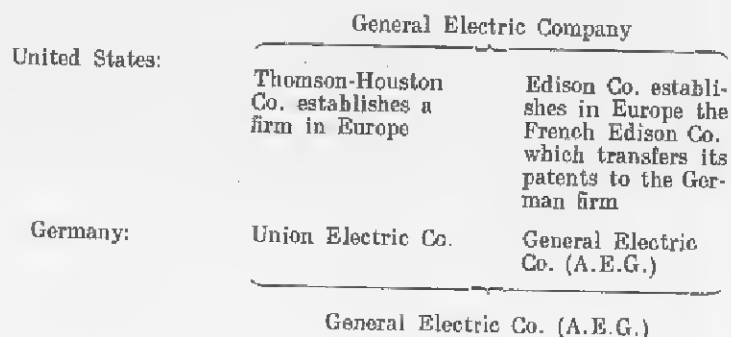 General Electric Company
United States:
Thomson-Houston
Co. establishes a
firm in Europe
Edison Co. establi-
shes in Europe the
French Edison Co.
which transfers its
patents to the Ger-
man firm
Germany:
Union Electric Co.
General Electric
Co. (A.E.G.)
General Electric Co. (A.E.G.)